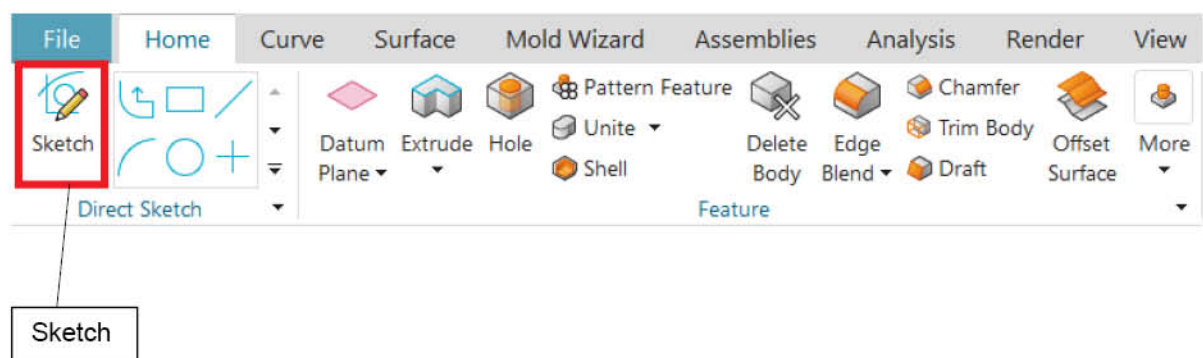 File Home Curve Surface Mold Wizard Assemblies Analysis Render View
Sketch
Datum Plane
Extrude
Hole
Pattern Feature
Unite
Shell
Delete Body
Edge Blend
Chamfer
Trim Body
Draft
Offset Surface
More
Direct Sketch
Feature
Sketch